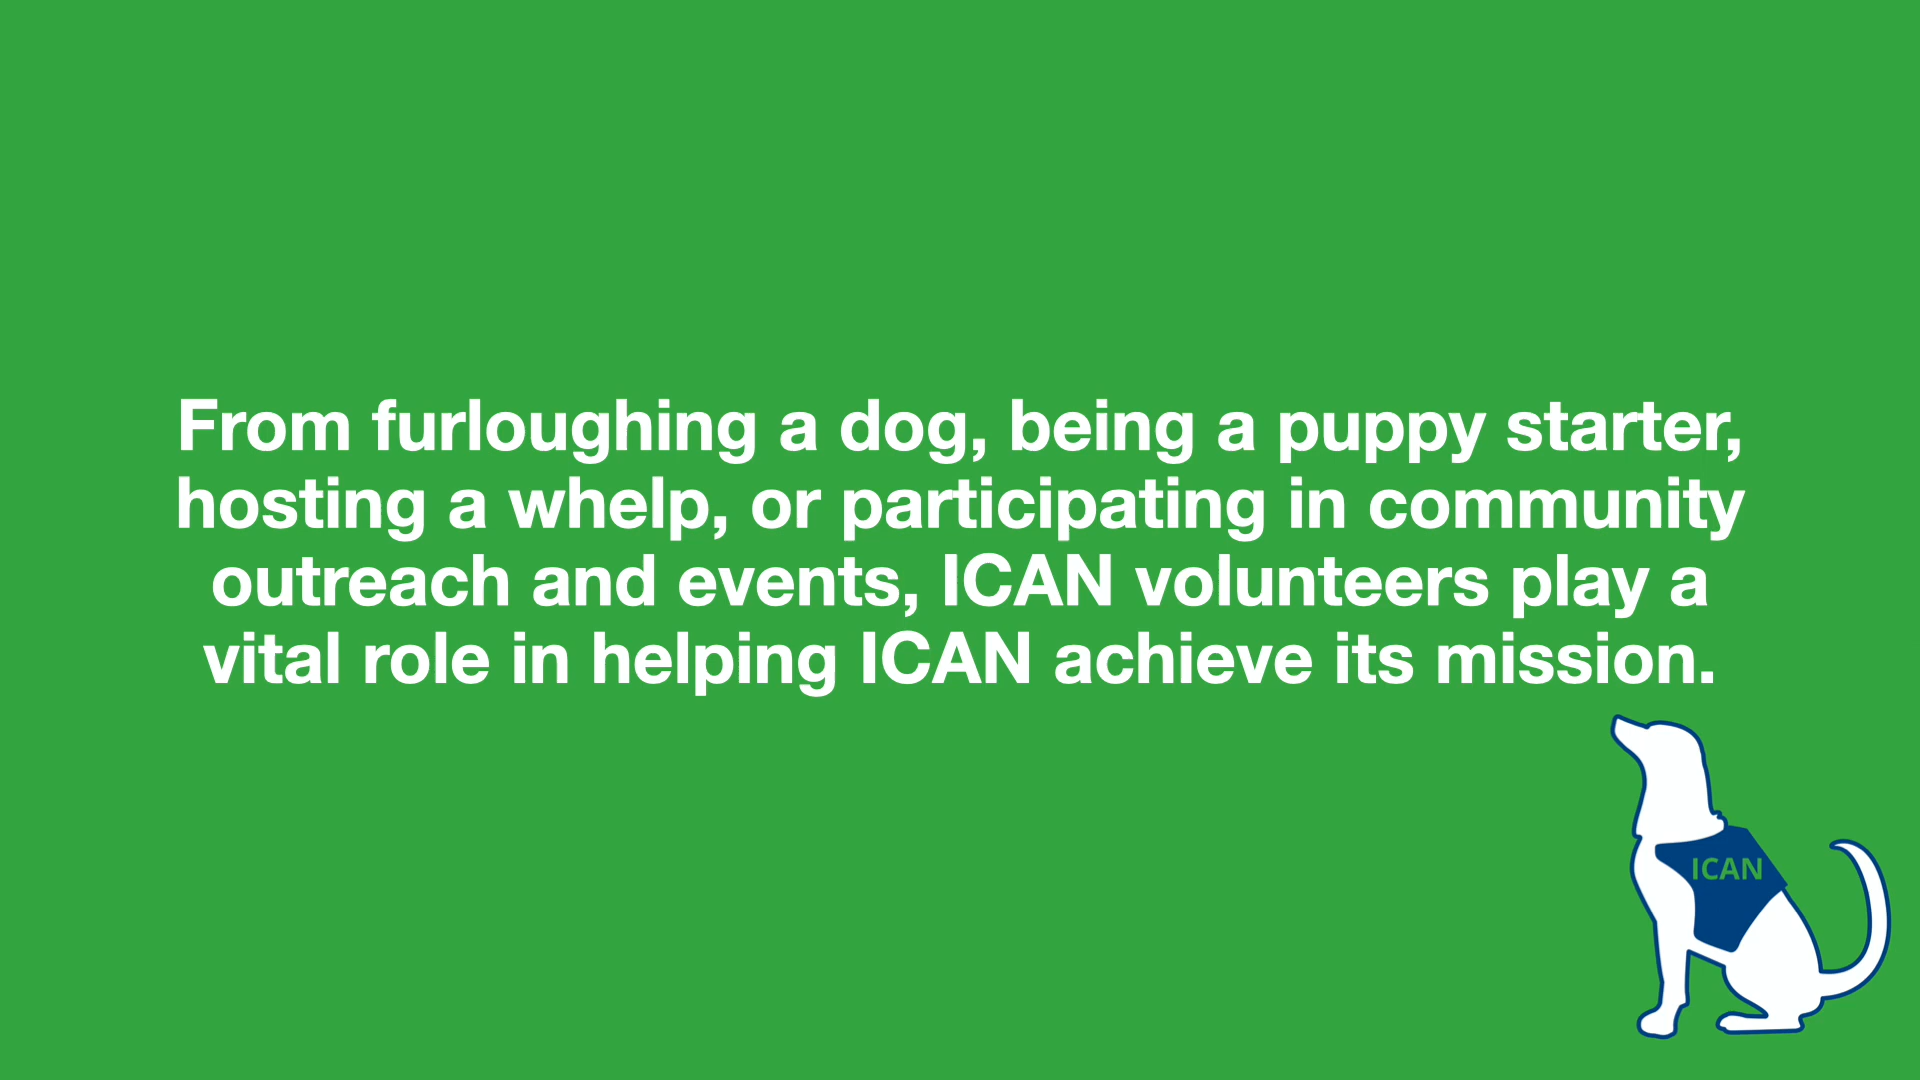 From furloughing a dog, being a puppy starter,
hosting a whelp, or participating in community
outreach and events, ICAN volunteers play a
vital role in helping ICAN achieve its mission.
ICAN